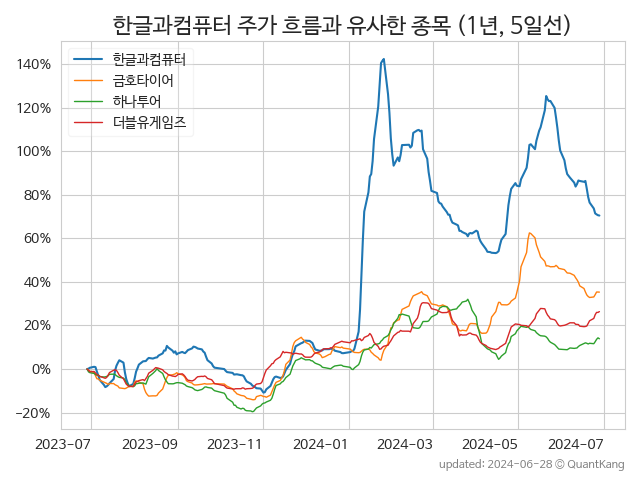 한글과컴퓨터 주가 흐름과 유사한 종목 (1년, 5일선)
한글과컴퓨터
금호타이어
하나투어
더블유게임즈
140%
120%
100%
80%
60%
40%
20%
0%
−20%
2023-07
2023-09
2023-11
2024-01
2024-03
2024-05
2024-07
updated: 2024-06-28 © QuantKang